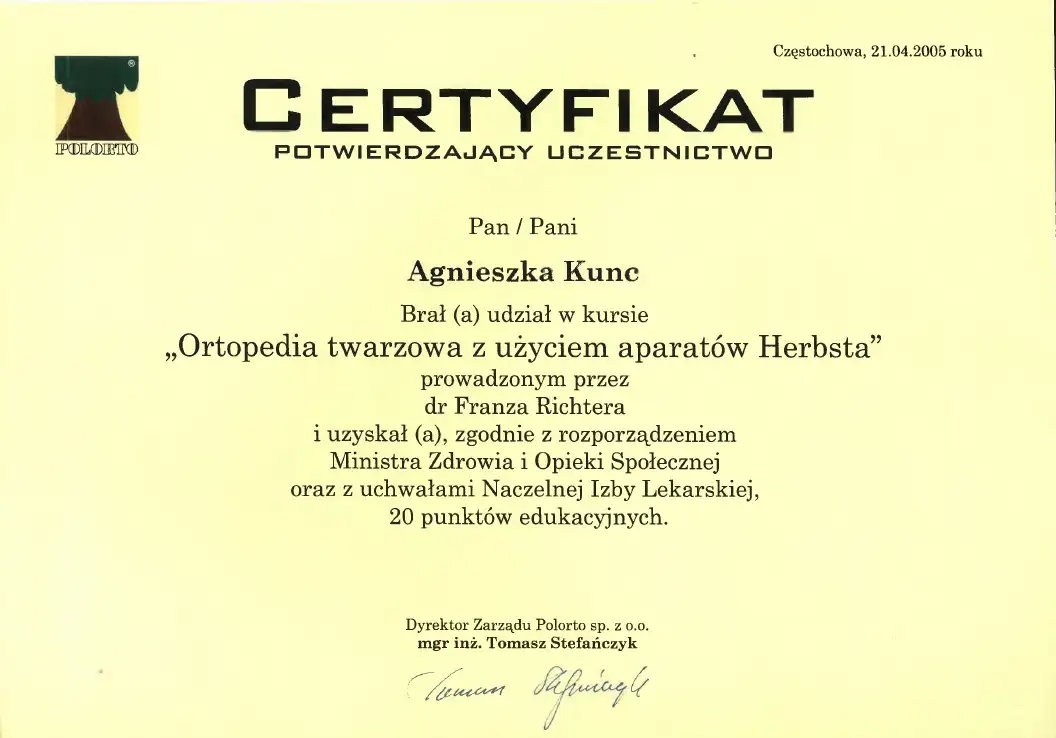 Częstochowa, 21.04.2005 roku
®
POLORTO
CERTYFIKAT
POTWIERDZAJĄCY UCZESTNICTWO
Pan / Pani
Agnieszka Kunc
Brał (a) udział w kursie
„Ortopedia twarzowa z użyciem aparatów Herbsta”
prowadzonym przez
dr Franza Richtera
i uzyskał (a), zgodnie z rozporządzeniem
Ministra Zdrowia i Opieki Społecznej
oraz z uchwałami Naczelnej Izby Lekarskiej,
20 punktów edukacyjnych.
Dyrektor Zarządu Polorto sp. z o.o.
mgr inż. Tomasz Stefańczyk